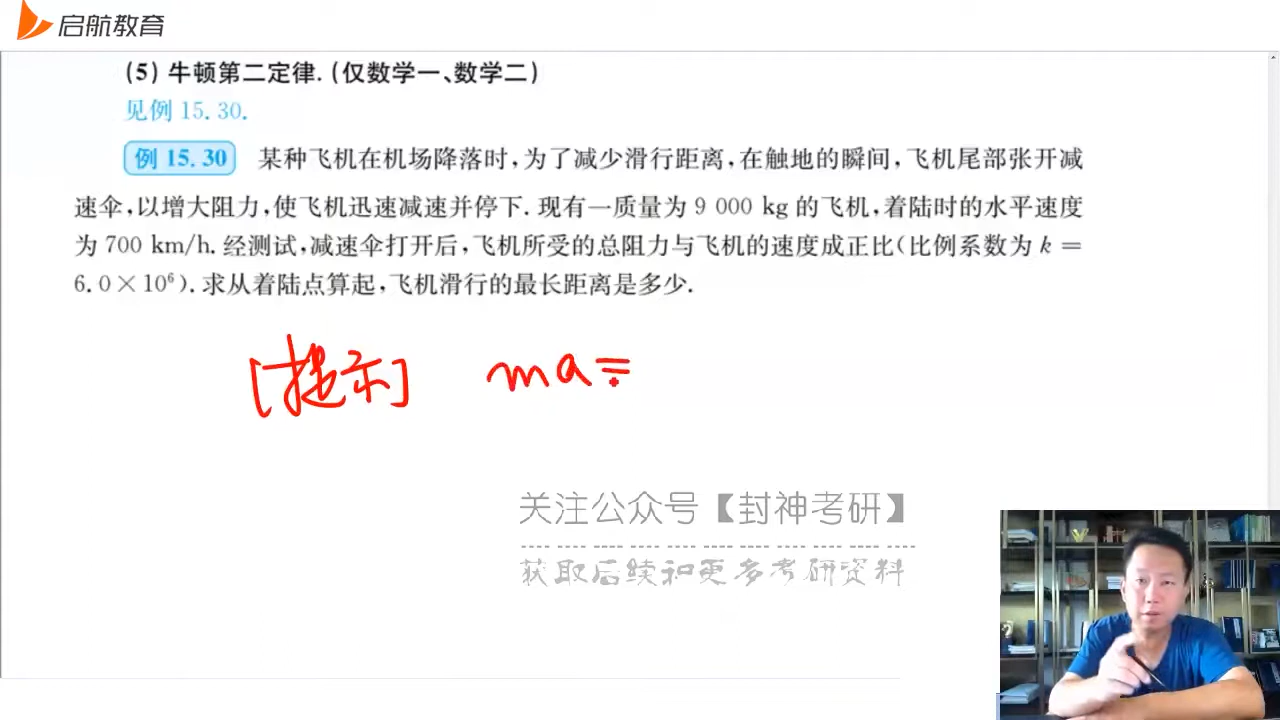 启航教育
(5) 牛顿第二定律.(仅数学一、数学二)
见例 15.30.
例 15.30 某种飞机在机场降落时,为了减少滑行距离,在触地的瞬间,飞机尾部张开减
速伞,以增大阻力,使飞机迅速减速并停下.现有一质量为 9 000 kg 的飞机,着陆时的水平速度
为 700 km/h.经测试,减速伞打开后,飞机所受的总阻力与飞机的速度成正比(比例系数为 k =
6.0×10⁶).求从着陆点算起,飞机滑行的最长距离是多少.
[提示] ma=
关注公众号【封神考研】
获取后续和更多考研资料